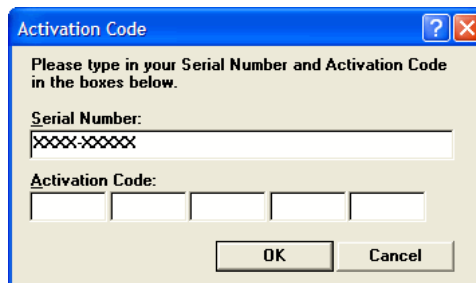 Activation Code
Please type in your Serial Number and Activation Code
in the boxes below.
Serial Number:
XXXX-XXXXX
Activation Code:
OK Cancel